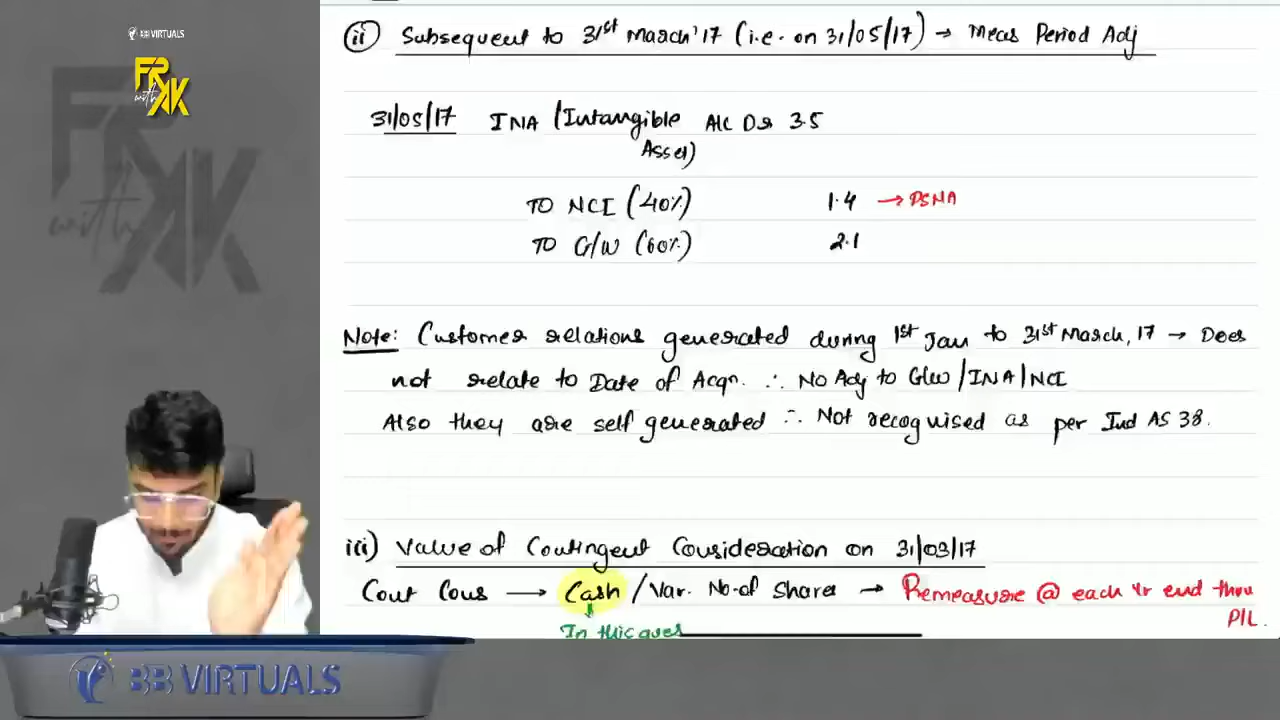 BB VIRTUALS
FR
with
AK
(ii) Subsequent to 31st March'17 (i.e. on 31/05/17) → Meas Period Adj
31/05/17 INA (Intangible Asset) A/c Dr 3.5
TO NCI (40%) 1.4 → PSNA
TO G/W (60%) 2.1
Note: Customer relations generated during 1st Jan to 31st March, 17 → Does
not relate to Date of Acqn. ∴ No Adj to G/w / INA / NCI
Also they are self generated ∴ Not recognised as per Ind AS 38.
iii) Value of Contingent Consideration on 31/03/17
Cont Cons → Cash / Var. No. of Shares → Remeasure @ each Yr end thru P/L.
In this ques
BB VIRTUALS